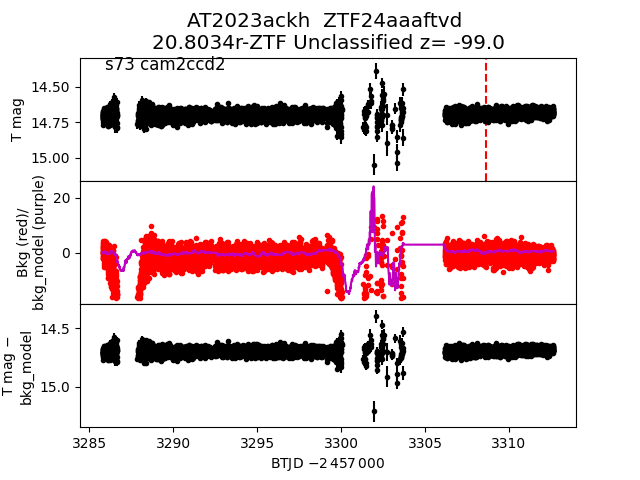 AT2023ackh  ZTF24aaaftvd
20.8034r-ZTF Unclassified z= -99.0
s73 cam2ccd2
14.50
14.75
15.00
T mag
20
0
Bkg (red)/
bkg_model (purple)
14.5
15.0
T mag −
bkg_model
3285
3290
3295
3300
3305
3310
BTJD −2 457 000